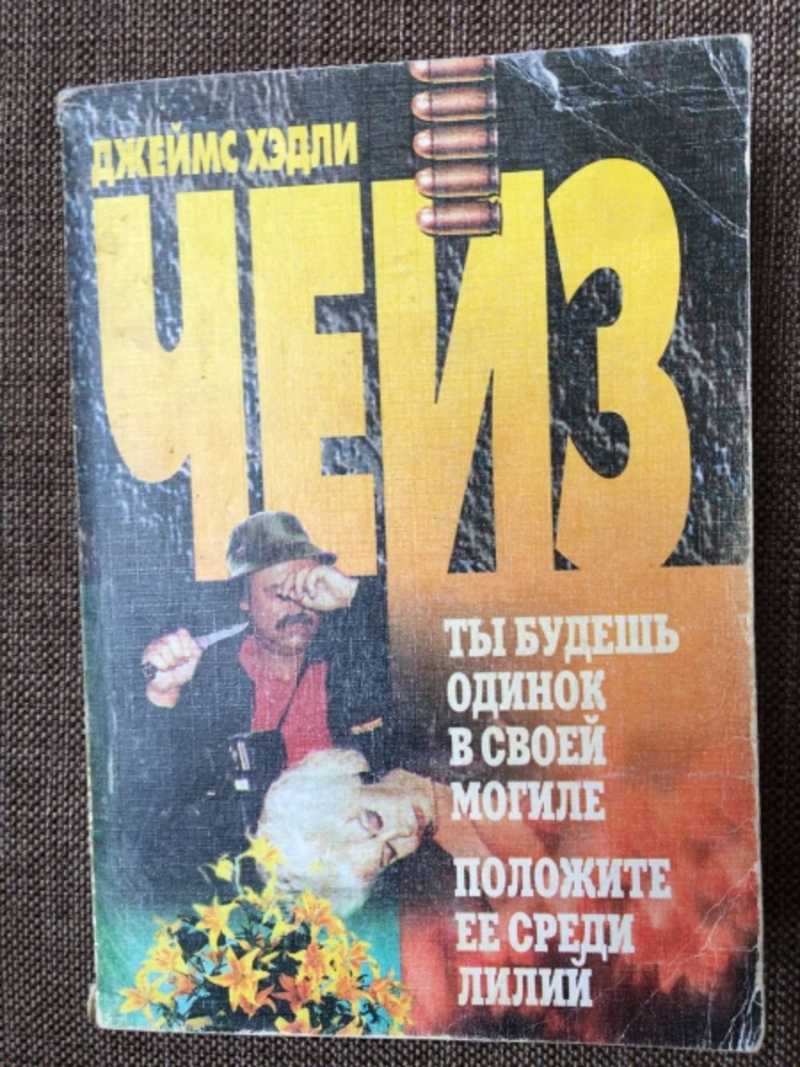 ДЖЕЙМС ХЭДЛИ
ЧЕЙЗ
ТЫ БУДЕШЬ
ОДИНОК
В СВОЕЙ
МОГИЛЕ
ПОЛОЖИТЕ
ЕЕ СРЕДИ
ЛИЛИЙ